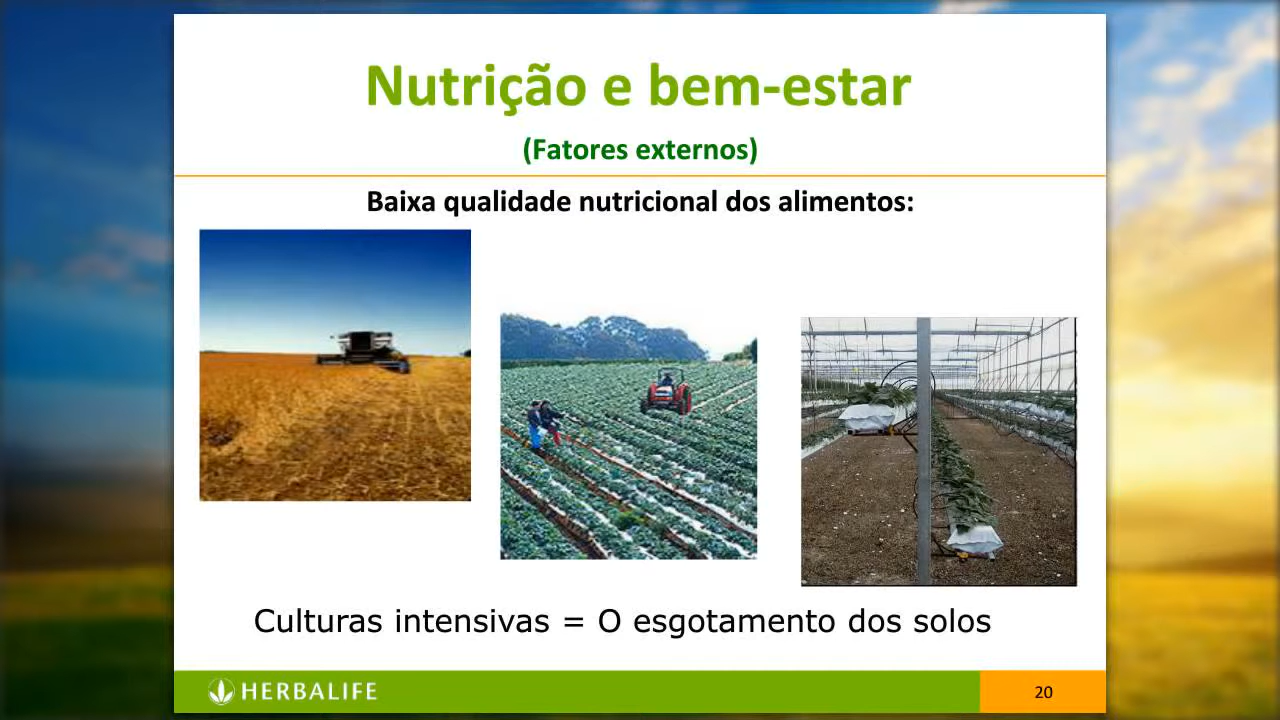 Nutrição e bem-estar
(Fatores externos)
Baixa qualidade nutricional dos alimentos:
Culturas intensivas = O esgotamento dos solos
HERBALIFE
20